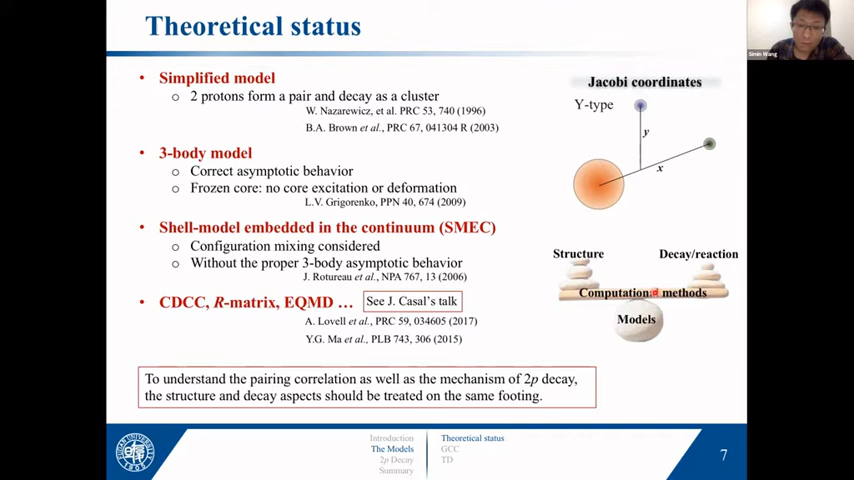 Theoretical status
• Simplified model
o 2 protons form a pair and decay as a cluster
W. Nazarewicz, et al. PRC 53, 740 (1996)
B.A. Brown et al., PRC 67, 041304 R (2003)
• 3-body model
o Correct asymptotic behavior
o Frozen core: no core excitation or deformation
L.V. Grigorenko, PPN 40, 674 (2009)
• Shell-model embedded in the continuum (SMEC)
o Configuration mixing considered
o Without the proper 3-body asymptotic behavior
J. Rotureau et al., NPA 767, 13 (2006)
• CDCC, R-matrix, EQMD …
See J. Casal's talk
A. Lovell et al., PRC 59, 034605 (2017)
Y.G. Ma et al., PLB 743, 306 (2015)
Jacobi coordinates
Y-type
y
x
Structure
Decay/reaction
Computational methods
Models
To understand the pairing correlation as well as the mechanism of 2p decay,
the structure and decay aspects should be treated on the same footing.
Introduction
The Models
2p Decay
Summary
Theoretical status
GCC
TD
7
Simin Wang